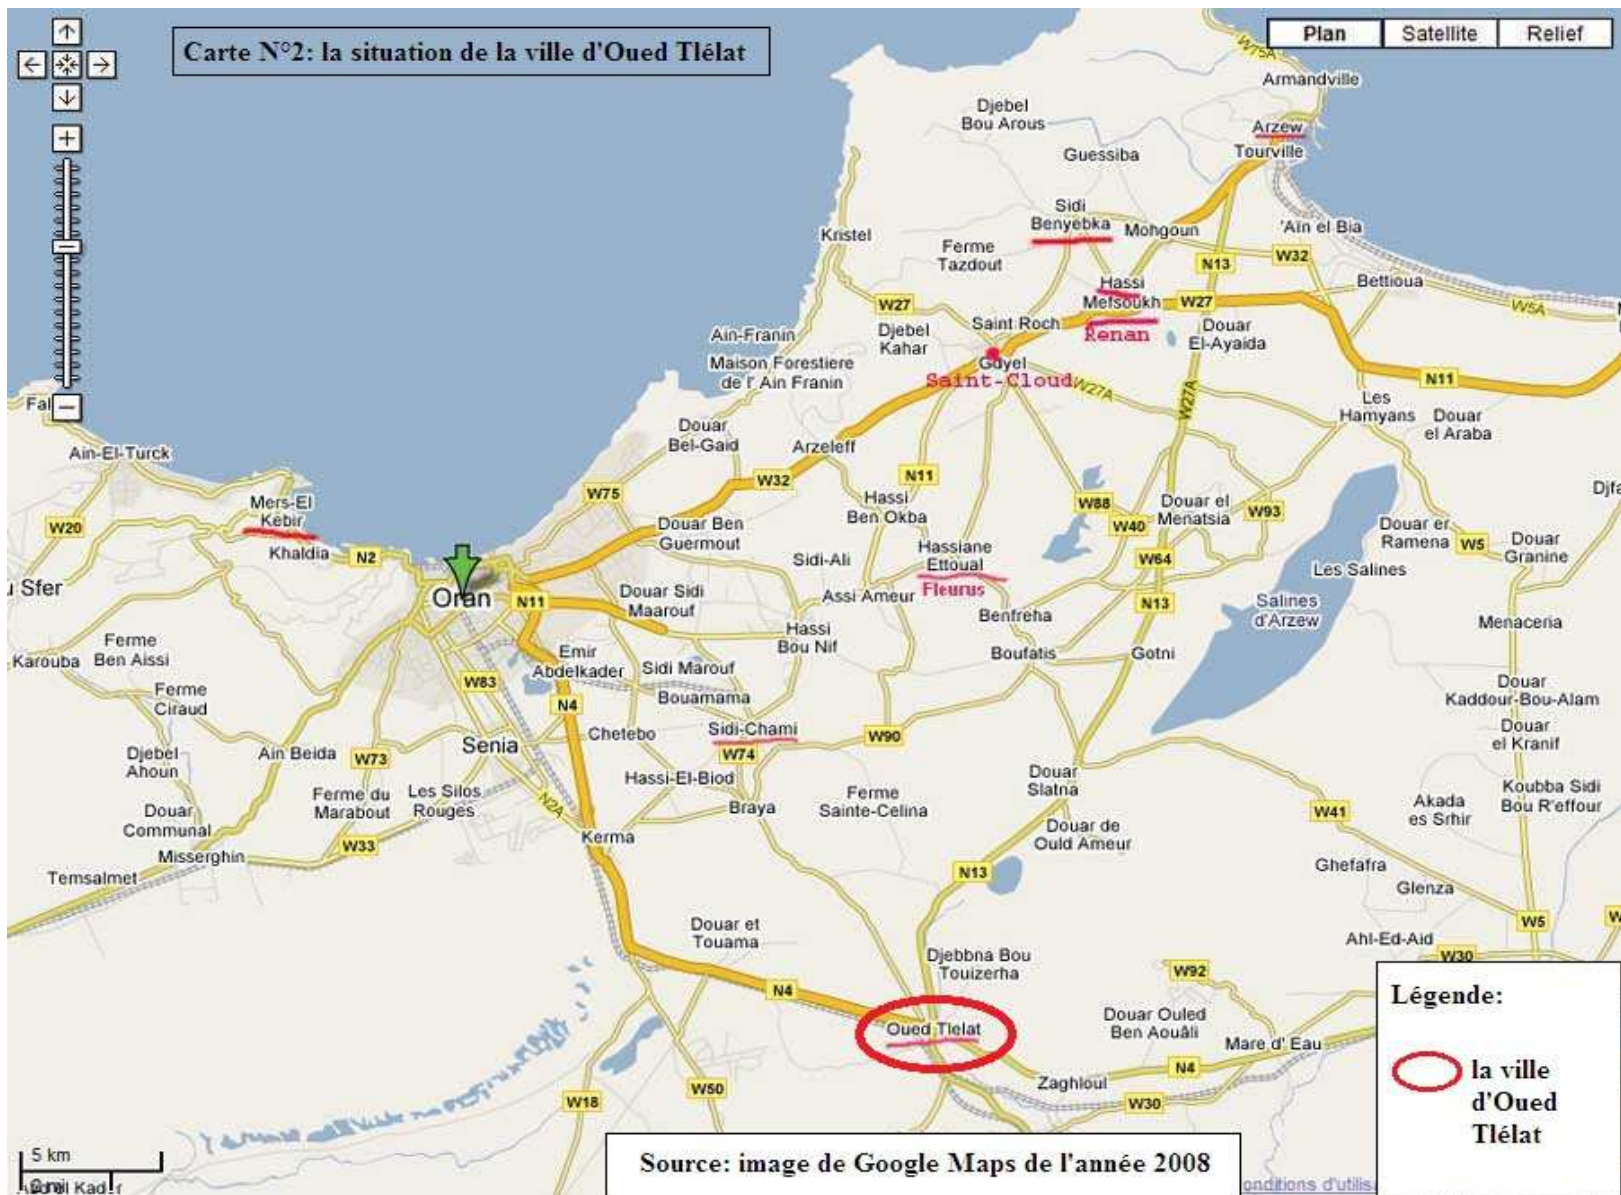 Carte N°2: la situation de la ville d'Oued Tlélat
Plan
Satellite
Relief
W75A
Armandville
Djebel
Bou Arous
Arzew
Tourville
Guessiba
Sidi
Benyebka
Mohgoun
'Aïn el Bia
Kristel
Ferme
Tazdout
N13
W32
Hassi
Mefsoukh
W27
Bettioua
W5A
W27
Renan
Saint Roch
Djebel
Kahar
Douar
El-Ayaida
Ain-Franin
Maison Forestiere
de l' Ain Franin
Gdyel
Saint-Cloud
W27A
W27A
N11
Les
Hamyans
Douar
el Araba
Douar
Bel-Gaid
Arzeleff
Ain-El-Turck
W32
N11
W75
Mers-El
Kébir
Hassi
Ben Okba
W88
W40
Douar el
Menatsia
W93
W20
Khaldia
N2
Douar Ben
Guermout
Douar er
Ramena
W5
Douar
Granine
Sidi-Ali
Hassiane
Ettoual
Fleurus
W64
Les Salines
Oran
N11
Douar Sidi
Maarouf
Assi Ameur
Benfreha
N13
Salines
d'Arzew
Menaceria
Hassi
Bou Nif
Ferme
Ben Aissi
Karouba
Emir
Abdelkader
Sidi Marouf
Boufatis
Gotni
Ferme
Ciraud
W83
Bouamama
Douar
Kaddour-Bou-Alam
N4
Sidi-Chami
W90
Chetebo
Douar
el Kranif
Senia
Djebel
Ahoun
Ain Beida
W73
W74
Hassi-El-Biod
Braya
Ferme
Sainte-Celina
Douar
Slatna
Koubba Sidi
Bou R'effour
Ferme du
Marabout
Les Silos
Rouges
N2A
Akada
es Srhir
W41
Douar
Communal
Kerma
Douar de
Ould Ameur
W33
Misserghin
Temsalmet
Ghefafra
Glenza
N13
W5
Douar et
Touama
Ahl-Ed-Aid
W30
Djebbna Bou
Touizerha
W92
N4
Oued Tlelat
Douar Ouled
Ben Aouâli
Mare d' Eau
N4
Zaghloul
W30
W50
W18
Légende:
la ville
d'Oued
Tlélat
5 km
2 mi
Source: image de Google Maps de l'année 2008